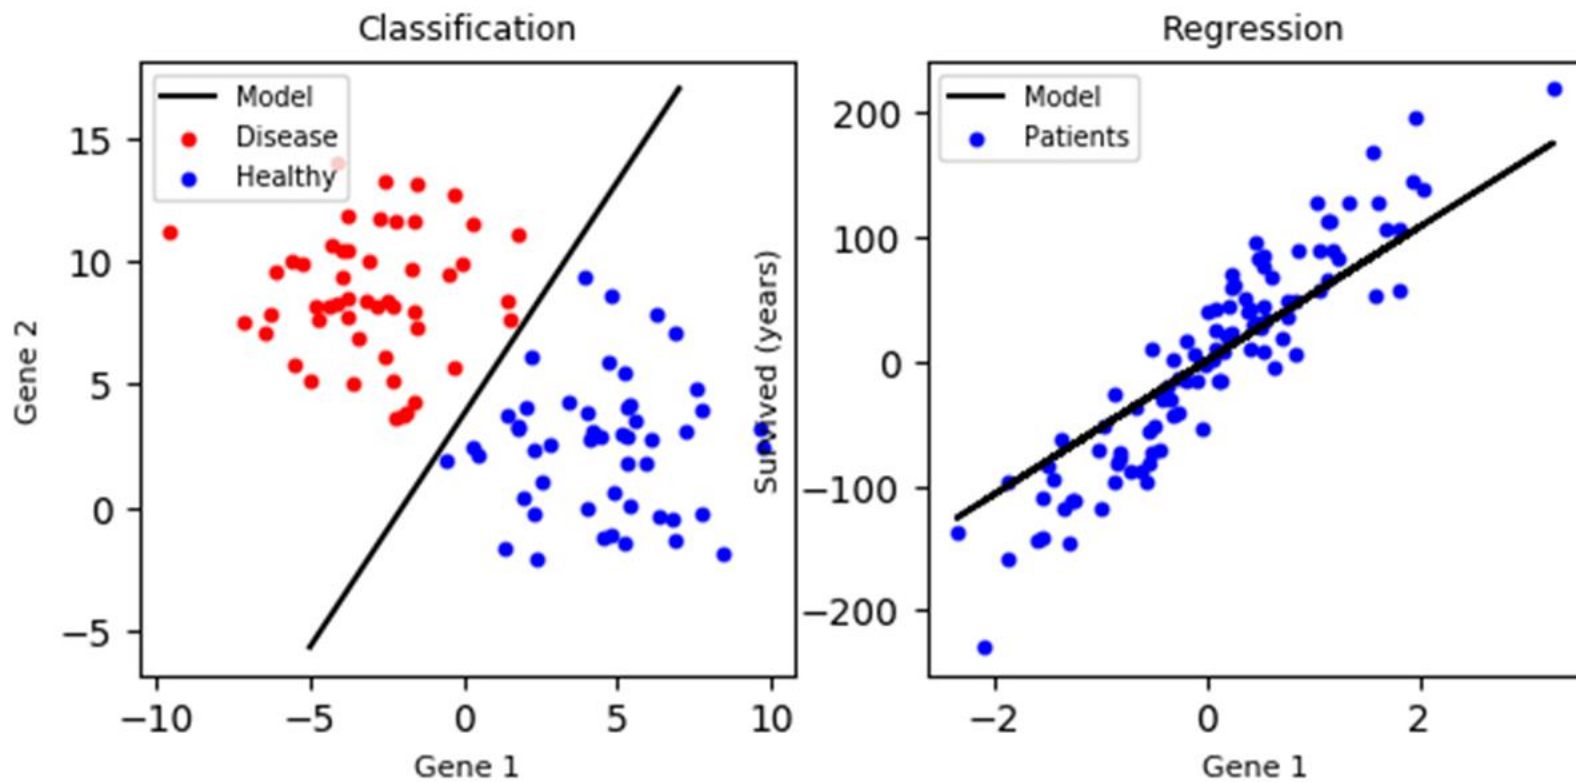 Classification
Model
Disease
Healthy
15
10
5
0
−5
Gene 2
−10
−5
0
5
10
Gene 1
Regression
Model
Patients
200
100
0
−100
−200
Survived (years)
−2
0
2
Gene 1